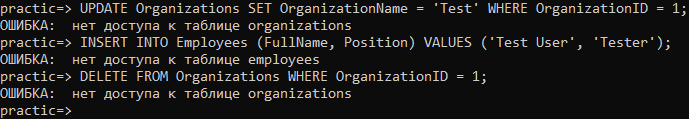 practic=> UPDATE Organizations SET OrganizationName = 'Test' WHERE OrganizationID = 1;
ОШИБКА:  нет доступа к таблице organizations
practic=> INSERT INTO Employees (FullName, Position) VALUES ('Test User', 'Tester');
ОШИБКА:  нет доступа к таблице employees
practic=> DELETE FROM Organizations WHERE OrganizationID = 1;
ОШИБКА:  нет доступа к таблице organizations
practic=>